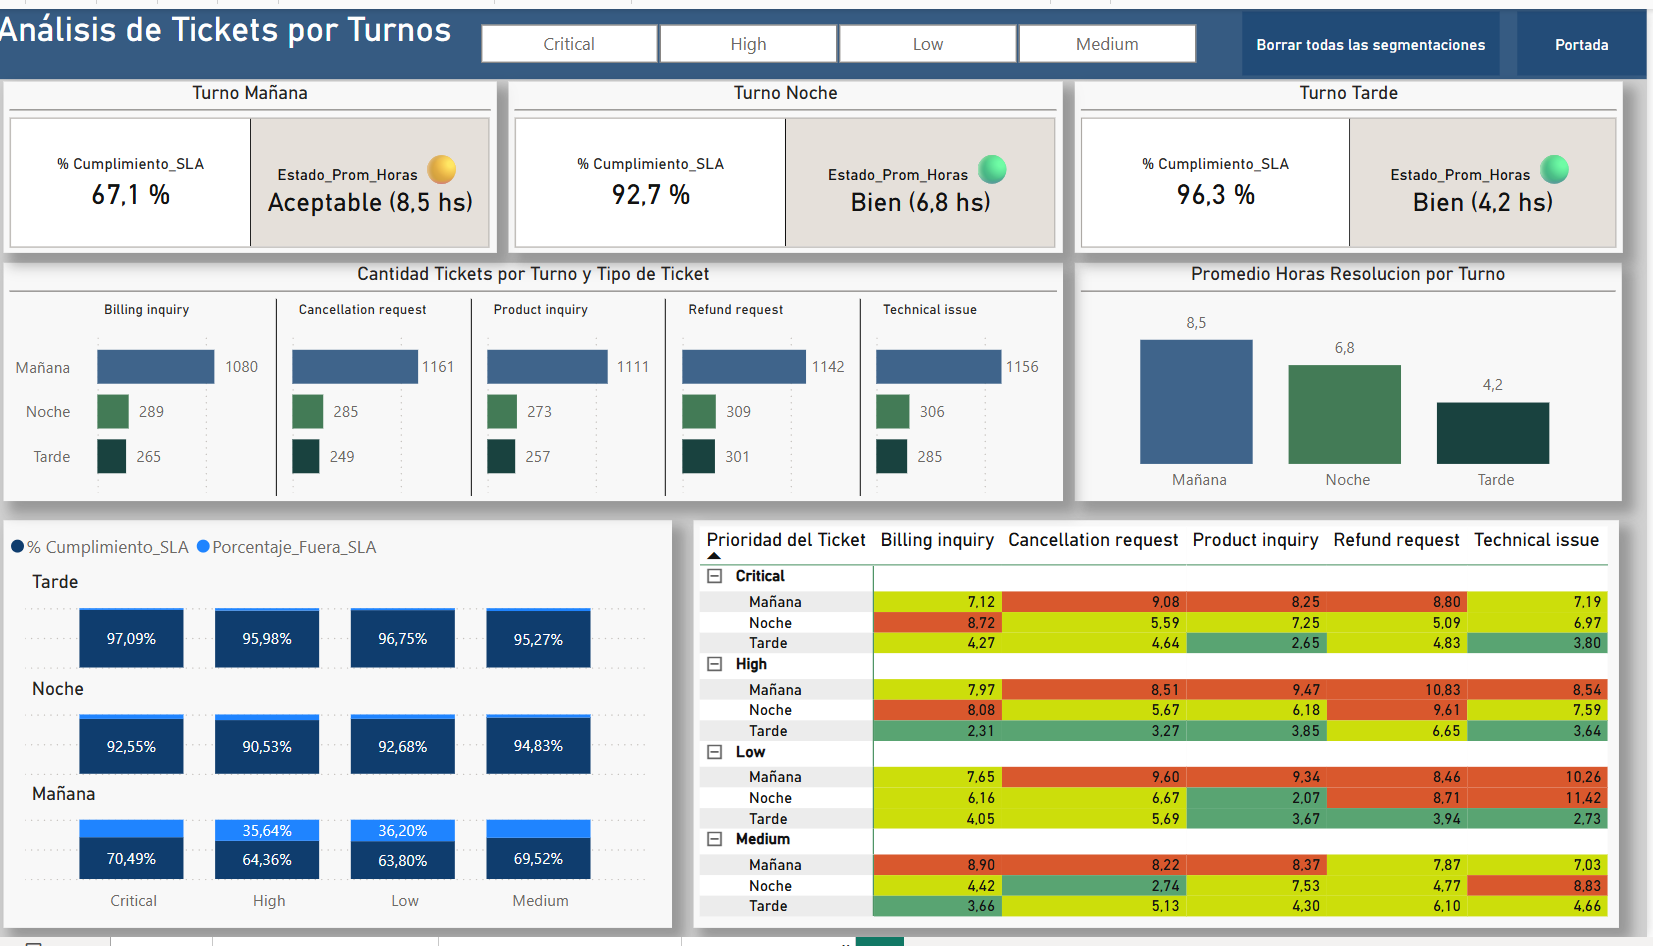 Análisis de Tickets por Turnos
Critical High Low Medium
Borrar todas las segmentaciones
Portada
Turno Mañana
% Cumplimiento_SLA
67,1 %
Estado_Prom_Horas
Aceptable (8,5 hs)
Turno Noche
% Cumplimiento_SLA
92,7 %
Estado_Prom_Horas
Bien (6,8 hs)
Turno Tarde
% Cumplimiento_SLA
96,3 %
Estado_Prom_Horas
Bien (4,2 hs)
Cantidad Tickets por Turno y Tipo de Ticket
Billing inquiry Cancellation request Product inquiry Refund request Technical issue
Mañana 1080 1161 1111 1142 1156
Noche 289 285 273 309 306
Tarde 265 249 257 301 285
Promedio Horas Resolucion por Turno
8,5
6,8
4,2
Mañana Noche Tarde
% Cumplimiento_SLA Porcentaje_Fuera_SLA
Tarde
97,09% 95,98% 96,75% 95,27%
Noche
92,55% 90,53% 92,68% 94,83%
Mañana
35,64% 36,20%
70,49% 64,36% 63,80% 69,52%
Critical High Low Medium
Prioridad del Ticket Billing inquiry Cancellation request Product inquiry Refund request Technical issue
Critical
Mañana 7,12 9,08 8,25 8,80 7,19
Noche 8,72 5,59 7,25 5,09 6,97
Tarde 4,27 4,64 2,65 4,83 3,80
High
Mañana 7,97 8,51 9,47 10,83 8,54
Noche 8,08 5,67 6,18 9,61 7,59
Tarde 2,31 3,27 3,85 6,65 3,64
Low
Mañana 7,65 9,60 9,34 8,46 10,26
Noche 6,16 6,67 2,07 8,71 11,42
Tarde 4,05 5,69 3,67 3,94 2,73
Medium
Mañana 8,90 8,22 8,37 7,87 7,03
Noche 4,42 2,74 7,53 4,77 8,83
Tarde 3,66 5,13 4,30 6,10 4,66